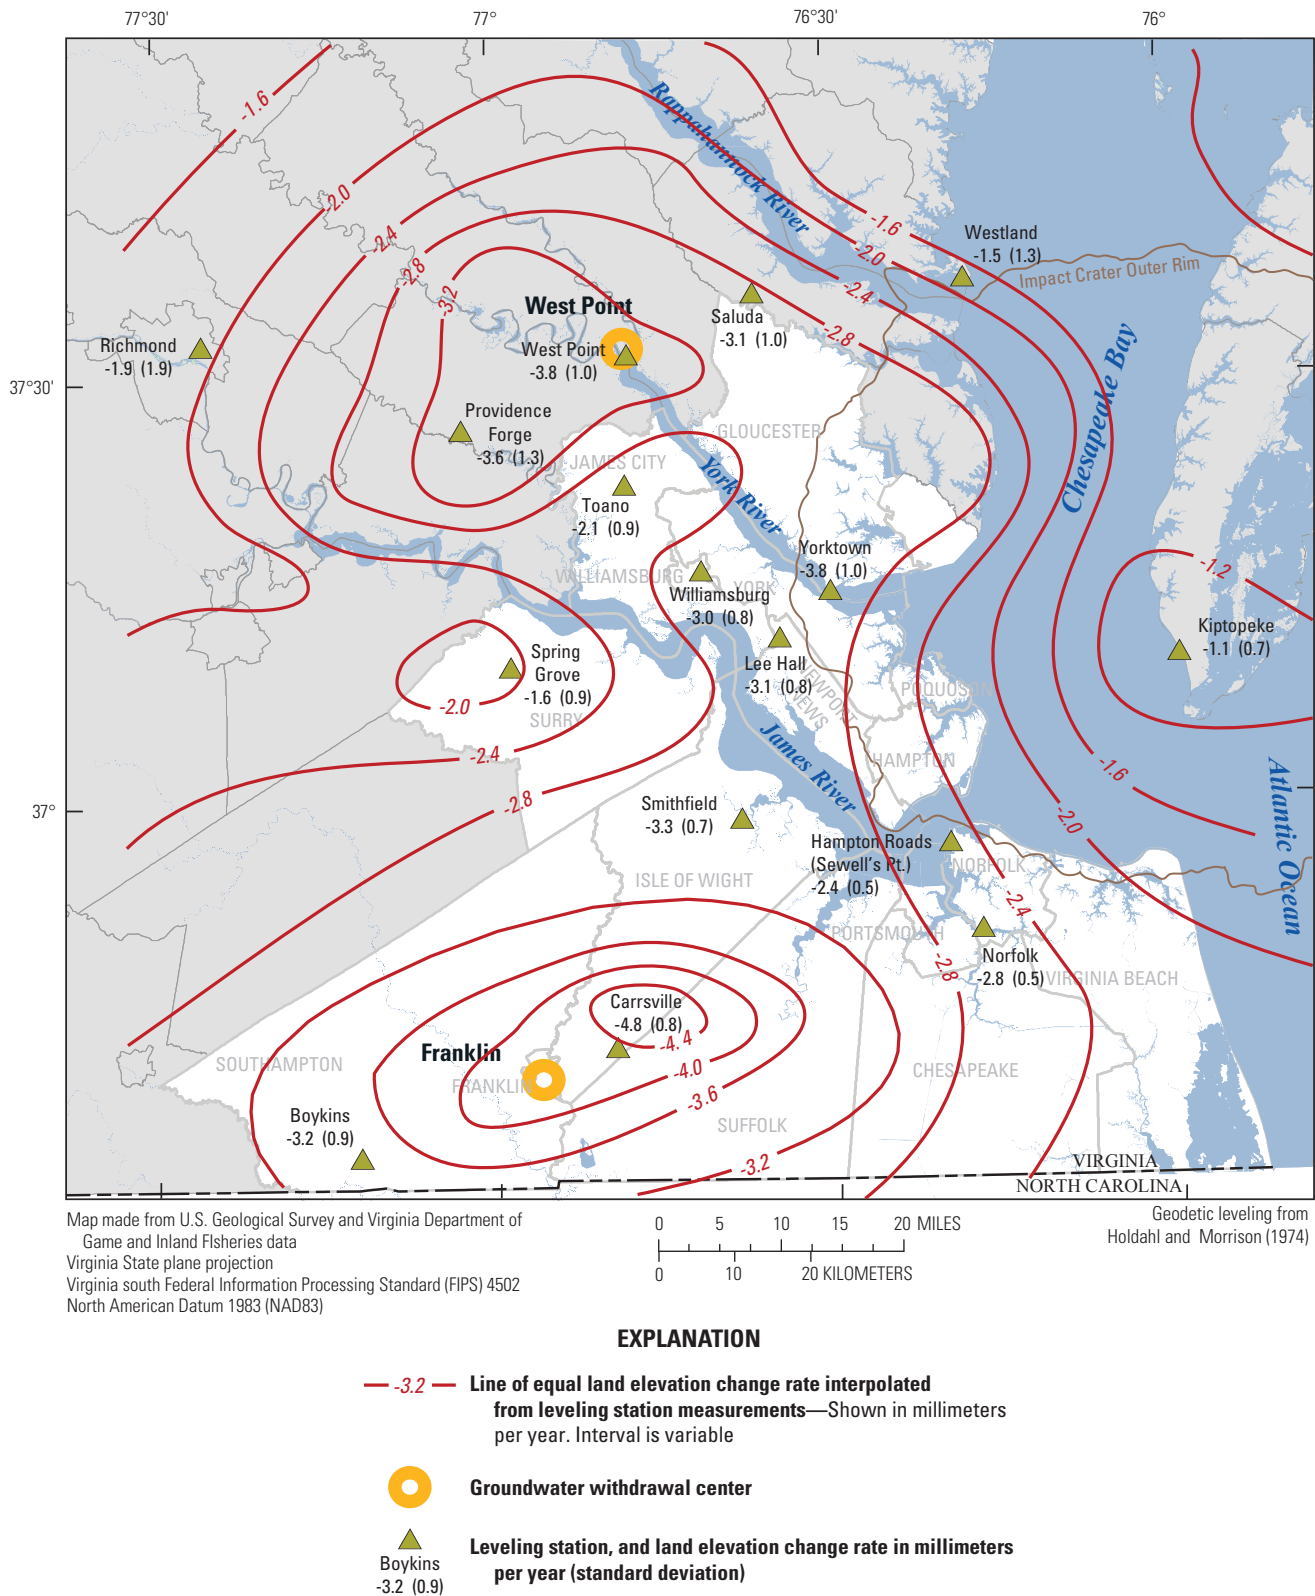 77°30' 77° 76°30' 76°
37°30'
37°
-1.6
-2.0
-2.4
-2.8
-3.2
Rappahannock River
-1.6
-2.0
-2.4
-2.8
Westland
-1.5 (1.3)
Impact Crater Outer Rim
West Point
West Point
-3.8 (1.0)
Saluda
-3.1 (1.0)
Richmond
-1.9 (1.9)
Chesapeake Bay
Providence
Forge
-3.6 (1.3)
GLOUCESTER
JAMES CITY
York River
Toano
-2.1 (0.9)
Yorktown
-3.8 (1.0)
WILLIAMSBURG
YORK
Williamsburg
-3.0 (0.8)
-1.2
Kiptopeke
-1.1 (0.7)
Spring
Grove
-1.6 (0.9)
SURRY
-2.0
Lee Hall
-3.1 (0.8)
NEWPORT
NEWS
POQUOSON
HAMPTON
James River
-2.4
-2.8
-1.6
-2.0
Atlantic Ocean
Smithfield
-3.3 (0.7)
Hampton Roads
(Sewell's Pt.)
-2.4 (0.5)
NORFOLK
ISLE OF WIGHT
-2.4
PORTSMOUTH
-2.8
Norfolk
-2.8 (0.5)
VIRGINIA BEACH
Carrsville
-4.8 (0.8)
-4.4
-4.0
-3.6
Franklin
FRANKLIN
SOUTHAMPTON
CHESAPEAKE
SUFFOLK
Boykins
-3.2 (0.9)
-3.2
VIRGINIA
NORTH CAROLINA
Map made from U.S. Geological Survey and Virginia Department of
Game and Inland FIsheries data
Virginia State plane projection
Virginia south Federal Information Processing Standard (FIPS) 4502
North American Datum 1983 (NAD83)
0 5 10 15 20 MILES
0 10 20 KILOMETERS
Geodetic leveling from
Holdahl and Morrison (1974)
EXPLANATION
-3.2 Line of equal land elevation change rate interpolated
from leveling station measurements—Shown in millimeters
per year. Interval is variable
Groundwater withdrawal center
Leveling station, and land elevation change rate in millimeters
per year (standard deviation)
Boykins
-3.2 (0.9)